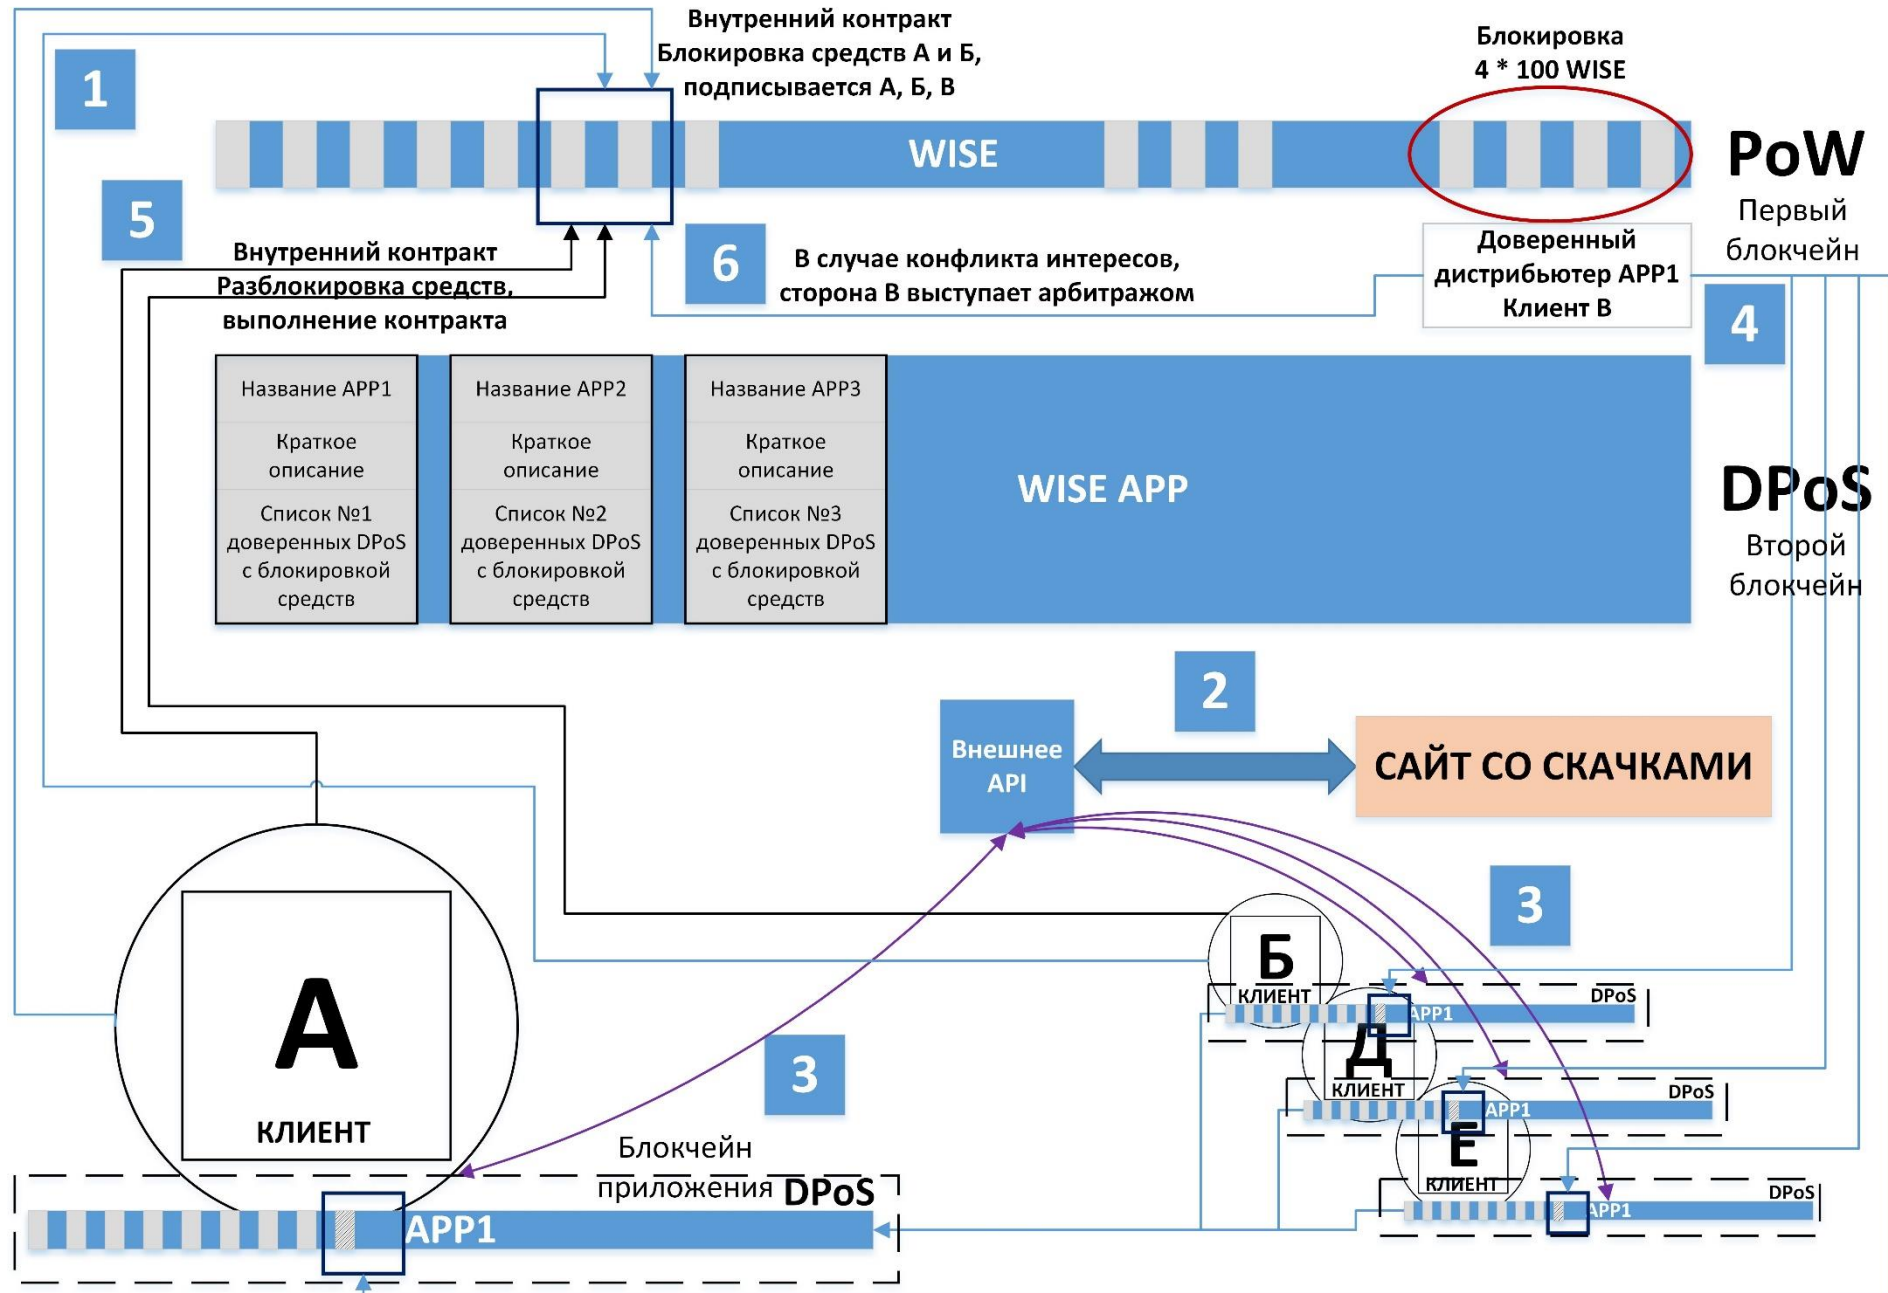 Внутренний контракт
Блокировка средств А и Б,
подписывается А, Б, В
Блокировка
4 * 100 WISE
1
WISE
PoW
Первый
блокчейн
5
Внутренний контракт
Разблокировка средств,
выполнение контракта
6
В случае конфликта интересов,
сторона В выступает арбитражом
Доверенный
дистрибьютер APP1
Клиент В
4
Название APP1
Краткое
описание
Список №1
доверенных DPoS
с блокировкой
средств
Название APP2
Краткое
описание
Список №2
доверенных DPoS
с блокировкой
средств
Название APP3
Краткое
описание
Список №3
доверенных DPoS
с блокировкой
средств
WISE APP
DPoS
Второй
блокчейн
2
Внешнее
API
САЙТ СО СКАЧКАМИ
3
А
КЛИЕНТ
Б
КЛИЕНТ
DPoS
APP1
Д
КЛИЕНТ
DPoS
APP1
Е
КЛИЕНТ
DPoS
APP1
3
Блокчейн
приложения DPoS
APP1